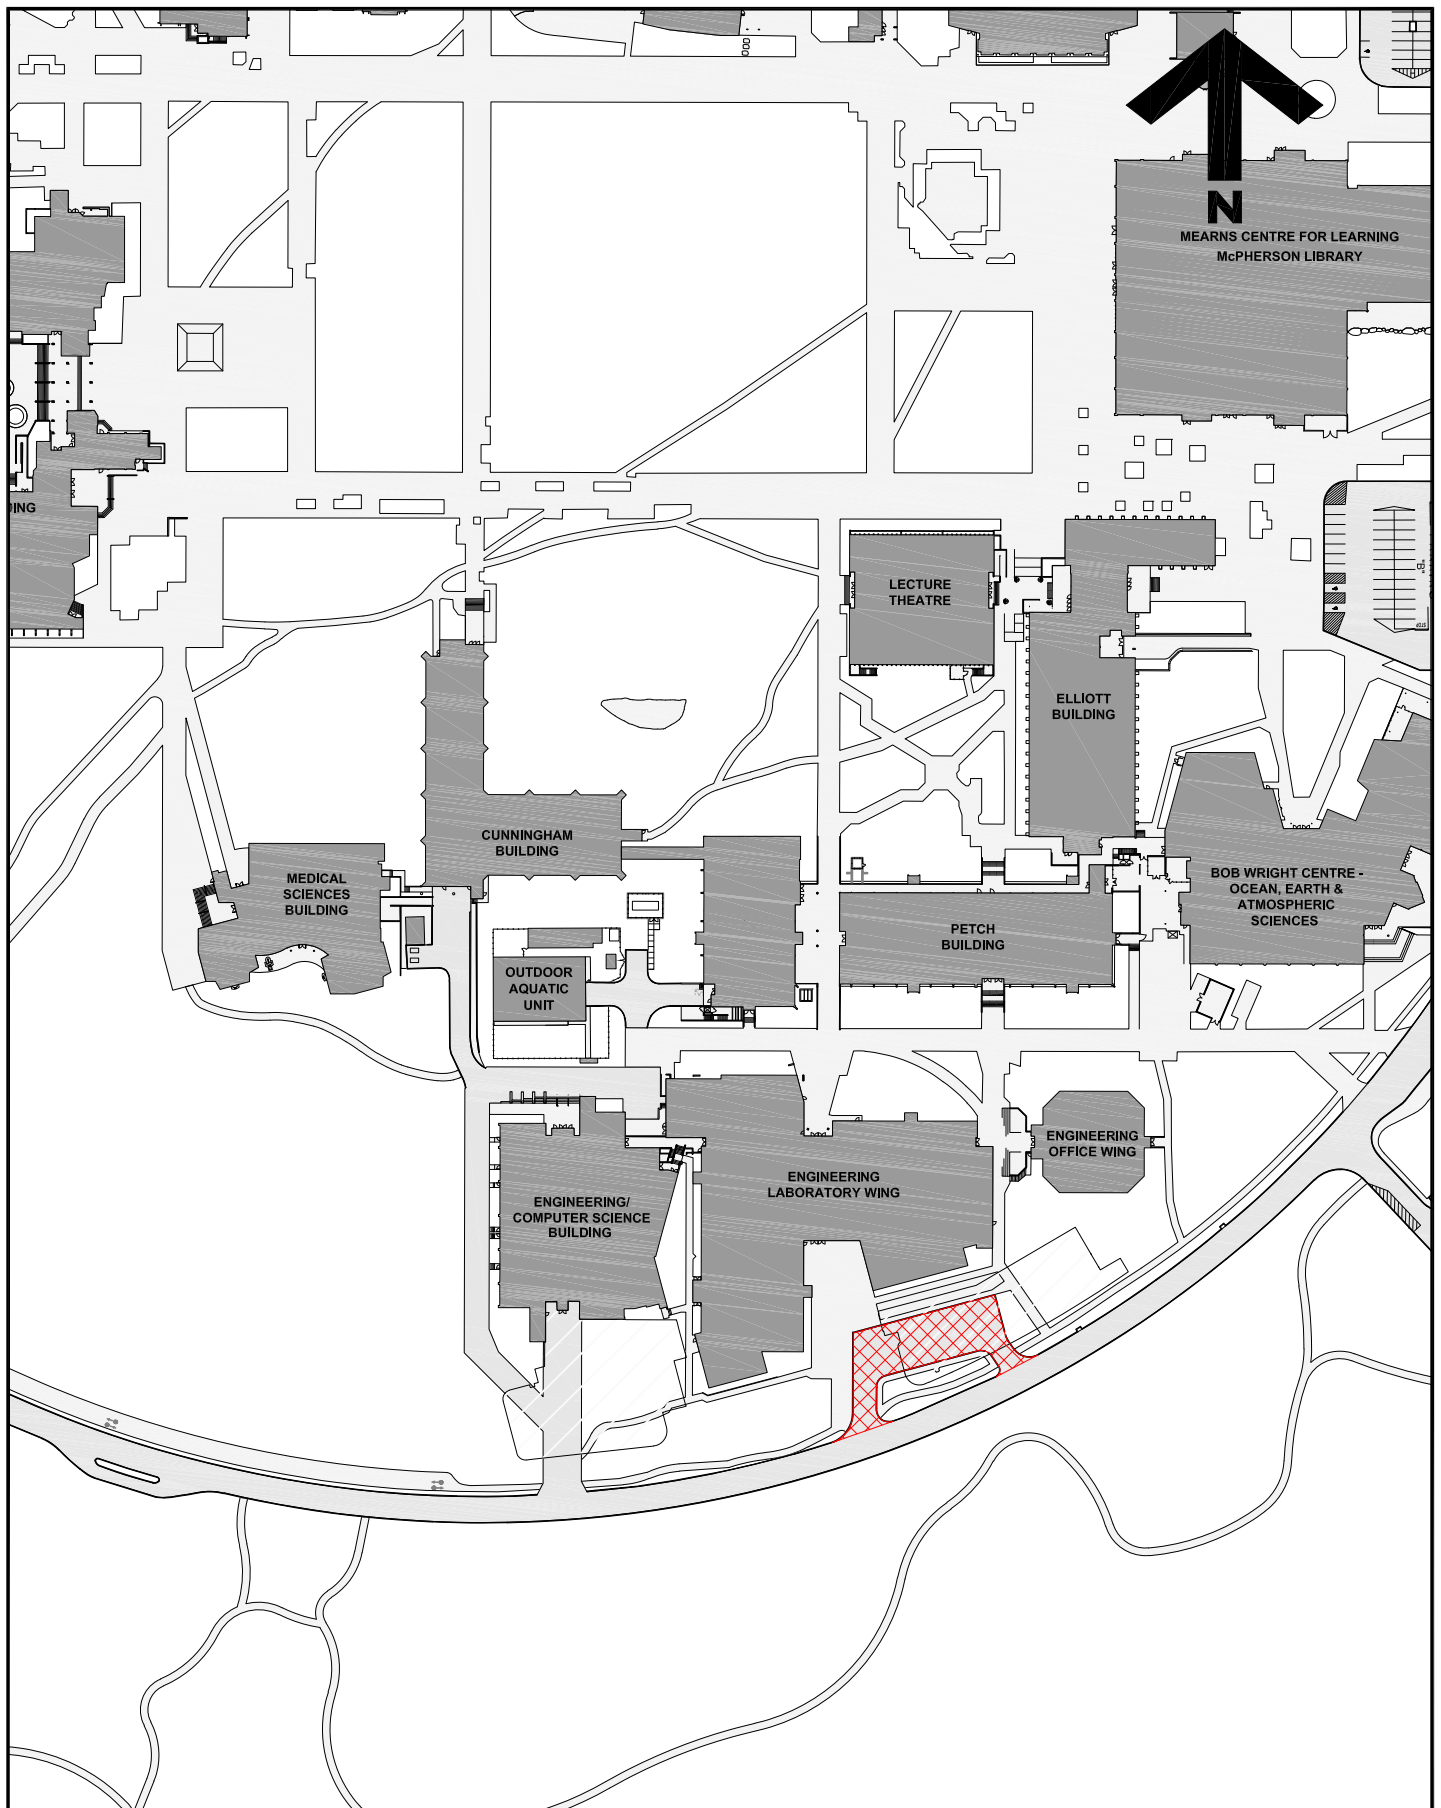 N
MEARNS CENTRE FOR LEARNING
McPHERSON LIBRARY
LECTURE
THEATRE
"B"
STOP
ELLIOTT
BUILDING
CUNNINGHAM
BUILDING
MEDICAL
SCIENCES
BUILDING
BOB WRIGHT CENTRE -
OCEAN, EARTH &
ATMOSPHERIC
SCIENCES
PETCH
BUILDING
OUTDOOR
AQUATIC
UNIT
ENGINEERING
OFFICE WING
ENGINEERING
LABORATORY WING
ENGINEERING/
COMPUTER SCIENCE
BUILDING